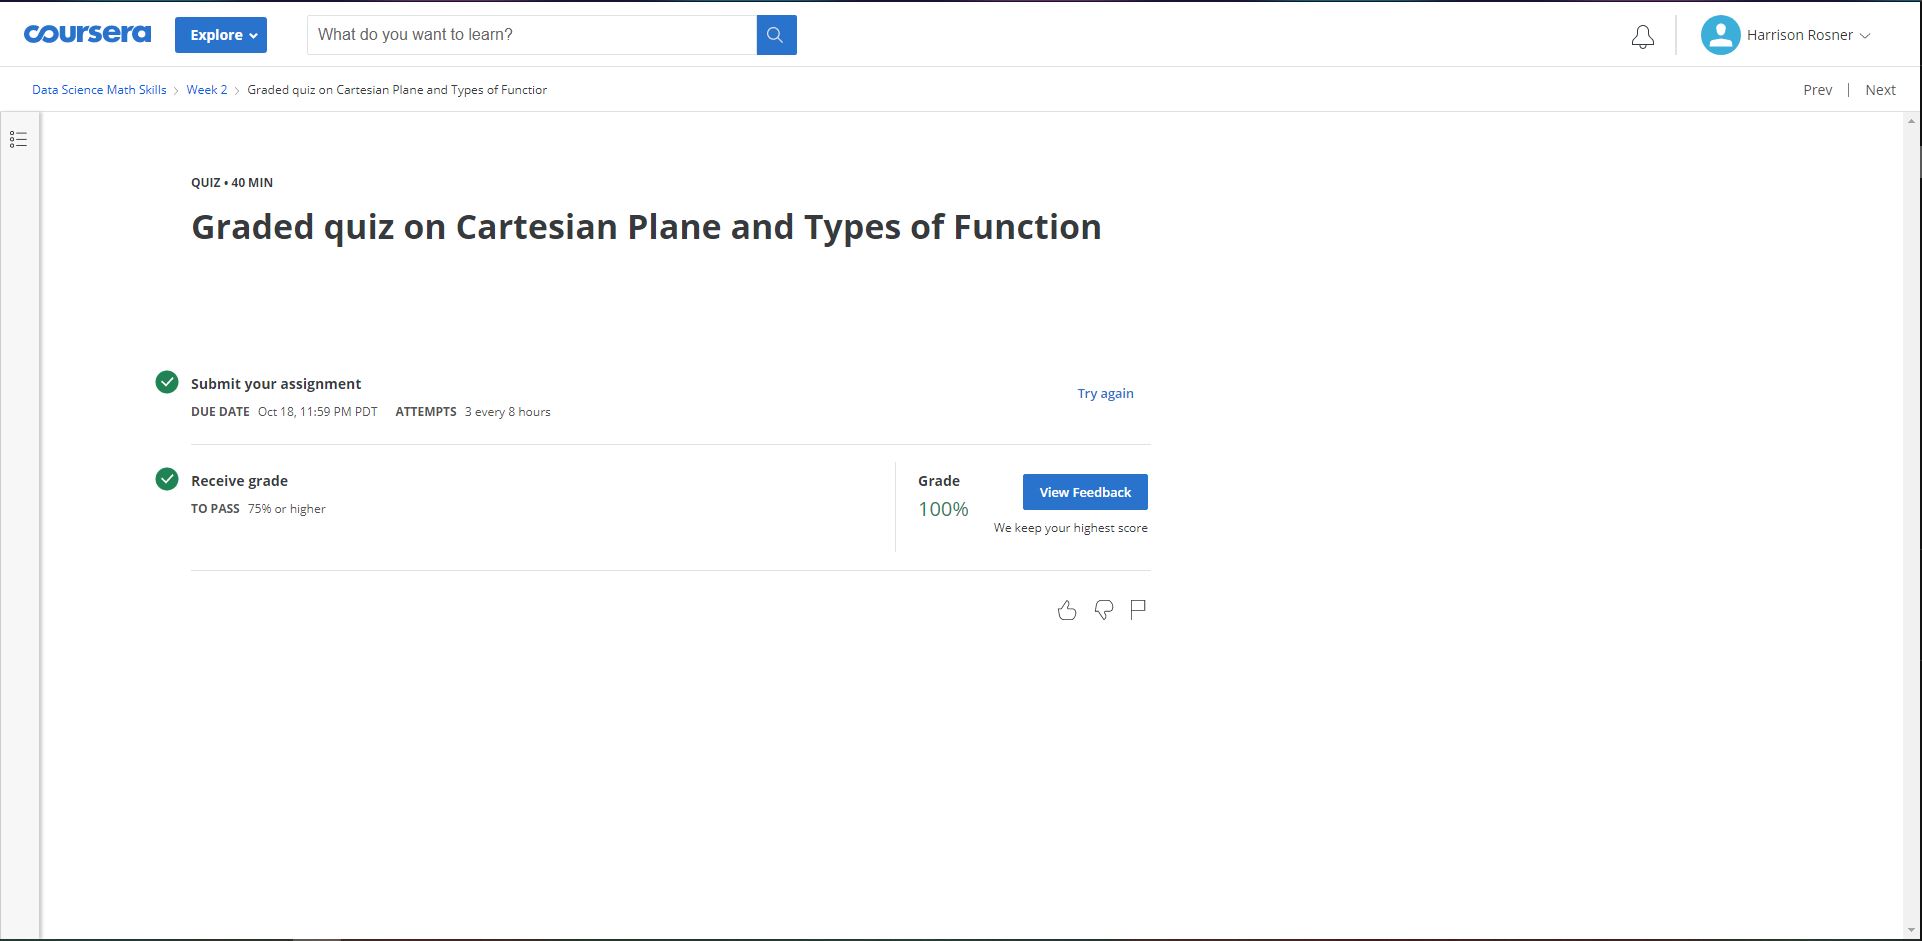 coursera Explore What do you want to learn? Harrison Rosner
Data Science Math Skills Week 2 Graded quiz on Cartesian Plane and Types of Functior Prev | Next
QUIZ • 40 MIN
Graded quiz on Cartesian Plane and Types of Function
Submit your assignment
Try again
DUE DATE Oct 18, 11:59 PM PDT ATTEMPTS 3 every 8 hours
Receive grade
TO PASS 75% or higher
Grade
100%
View Feedback
We keep your highest score